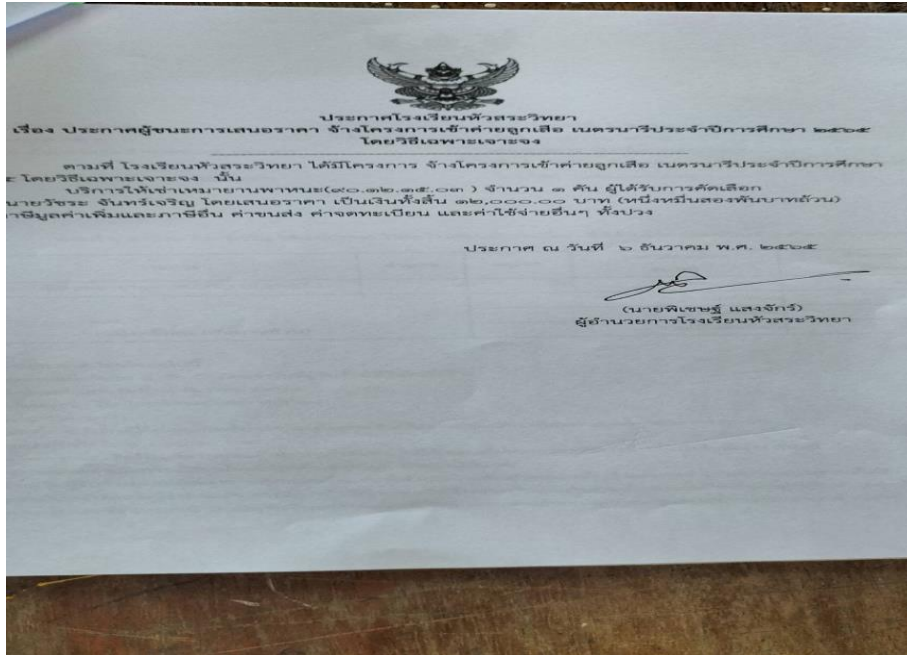 ประกาศโรงเรียนหัวสระวิทยา
เรื่อง ประกาศผู้ชนะการเสนอราคา จ้างโครงการเข้าค่ายลูกเสือ เนตรนารีประจำปีการศึกษา ๒๕๖๕
โดยวิธีเฉพาะเจาะจง
ตามที่ โรงเรียนหัวสระวิทยา ได้มีโครงการ จ้างโครงการเข้าค่ายลูกเสือ เนตรนารีประจำปีการศึกษา
๕ โดยวิธีเฉพาะเจาะจง นั้น
บริการให้เช่าเหมายานพาหนะ(๙๐.๑๒.๑๕.๐๓ ) จำนวน ๑ คัน ผู้ได้รับการคัดเลือก
นายวัชระ จันทร์เจริญ โดยเสนอราคา เป็นเงินทั้งสิ้น ๑๒,๐๐๐.๐๐ บาท (หนึ่งหมื่นสองพันบาทถ้วน)
าษีมูลค่าเพิ่มและภาษีอื่น ค่าขนส่ง ค่าจดทะเบียน และค่าใช้จ่ายอื่นๆ ทั้งปวง
ประกาศ ณ วันที่ ๖ ธันวาคม พ.ศ. ๒๕๖๕
(นายพิเชษฐ์ แสงจักร์)
ผู้อำนวยการโรงเรียนหัวสระวิทยา